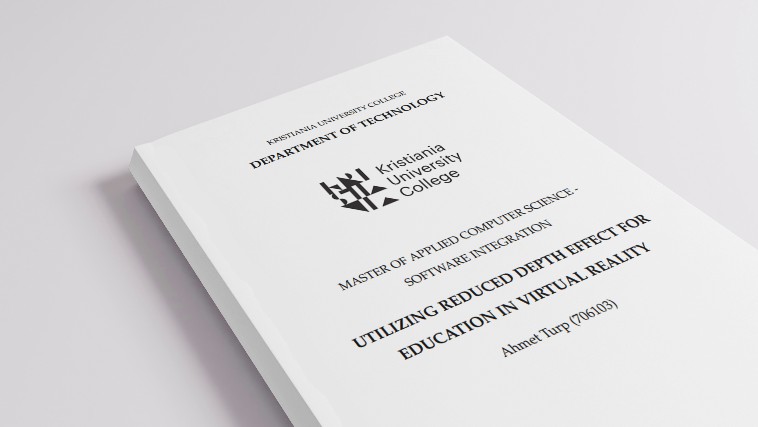 KRISTIANIA UNIVERSITY COLLEGE
DEPARTMENT OF TECHNOLOGY
Kristiania
University
College
MASTER OF APPLIED COMPUTER SCIENCE -
SOFTWARE INTEGRATION
UTILIZING REDUCED DEPTH EFFECT FOR
EDUCATION IN VIRTUAL REALITY
Ahmet Turp (706103)